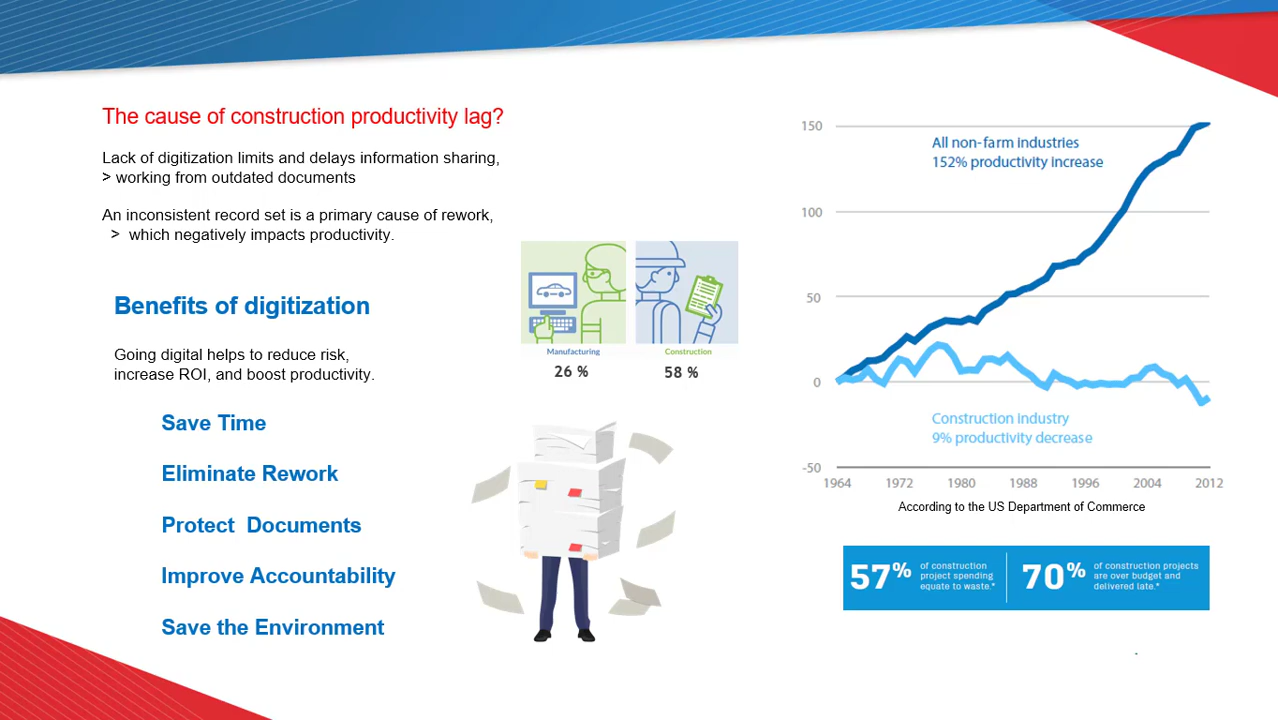 The cause of construction productivity lag?
Lack of digitization limits and delays information sharing,
> working from outdated documents
An inconsistent record set is a primary cause of rework,
> which negatively impacts productivity.
Benefits of digitization
Going digital helps to reduce risk,
increase ROI, and boost productivity.
Save Time
Eliminate Rework
Protect Documents
Improve Accountability
Save the Environment
Manufacturing
26 %
Construction
58 %
150
100
50
0
-50
All non-farm industries
152% productivity increase
Construction industry
9% productivity decrease
1964 1972 1980 1988 1996 2004 2012
According to the US Department of Commerce
57%
of construction
project spending
equate to waste.*
70%
of construction projects
are over budget and
delivered late.*